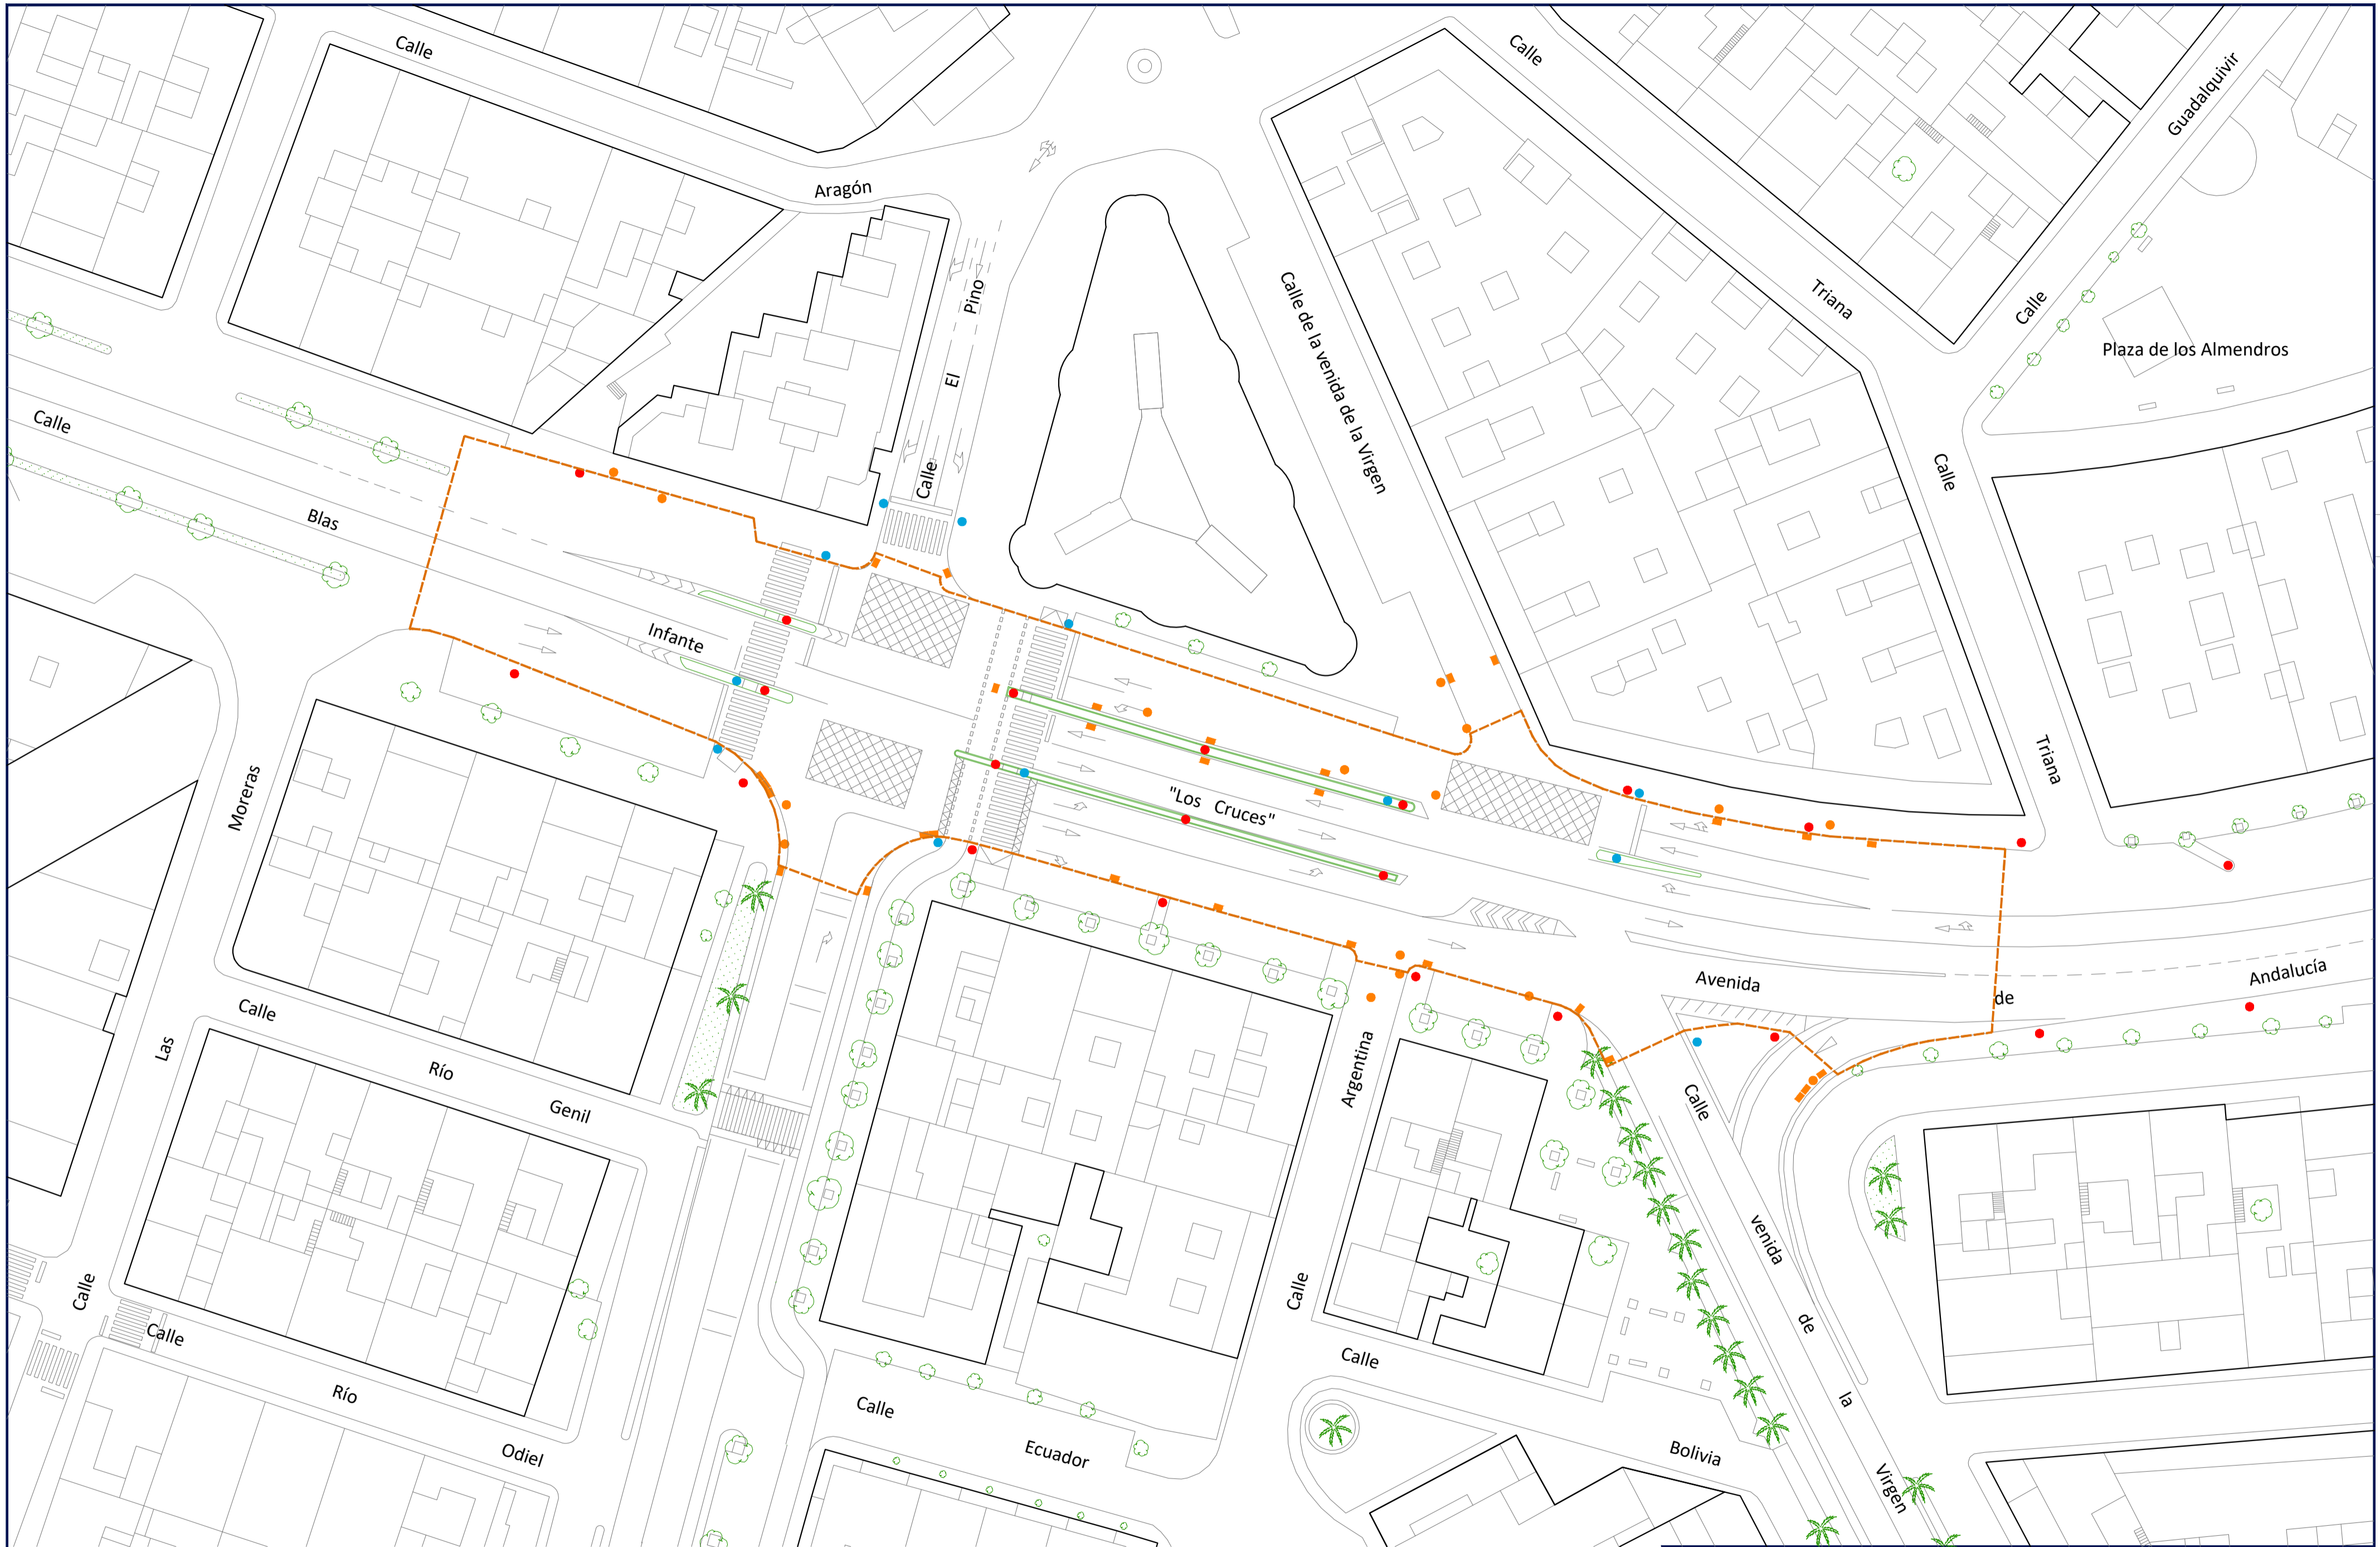 Calle
Aragón
Calle
Guadalquivir
Triana
Calle
Plaza de los Almendros
Calle de la venida de la Virgen
Pino
El
Calle
Calle
Triana
Calle
Blas
Infante
"Los Cruces"
Moreras
Las
Calle
Avenida
de
Andalucía
Calle
Río
Genil
Argentina
Calle
Calle
venida
de
la
Virgen
Calle
Río
Odiel
Calle
Bolivia
Calle
Ecuador